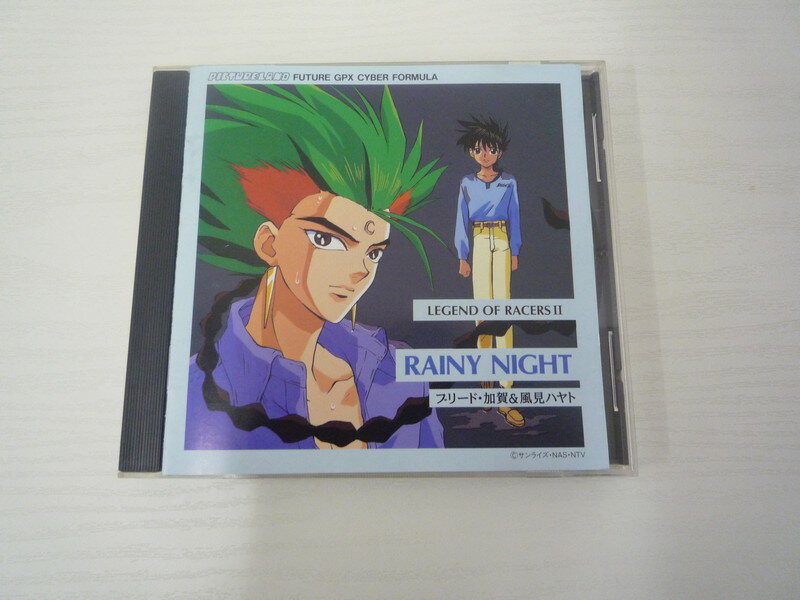 PICTURELAND FUTURE GPX CYBER FORMULA
LEGEND OF RACERS II
RAINY NIGHT
ブリード・加賀&風見ハヤト
©サンライズ・NAS・NTV